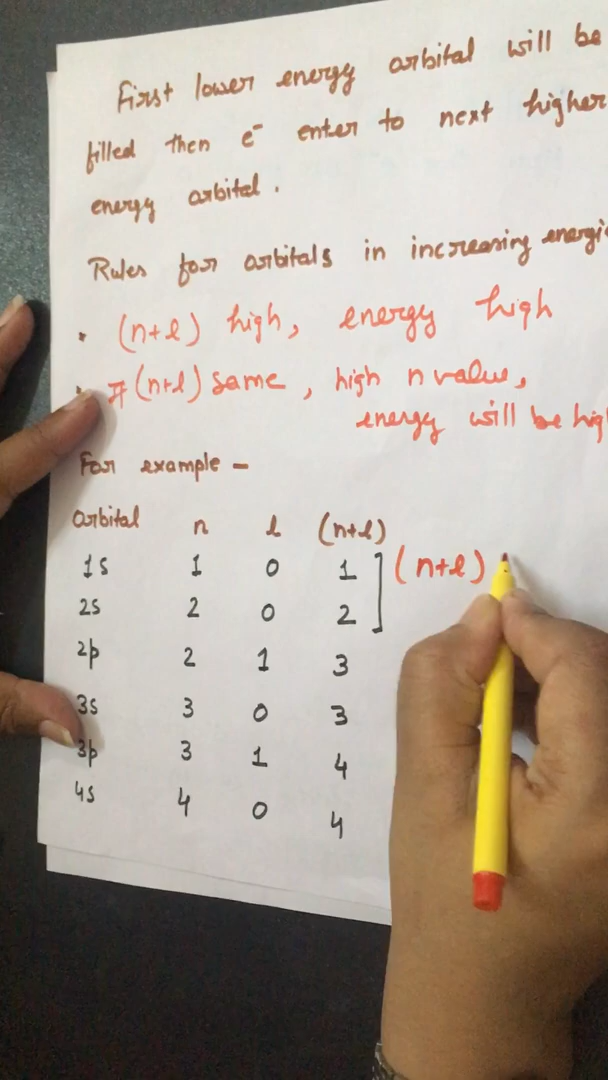 First lower energy orbital will be
filled then e⁻ enter to next higher
energy orbital.
Rules for orbitals in increasing
• (n+l) high, energy high
• If (n+l) same, high n value,
energy will be
For example -
orbital n l (n+l)
1s 1 0 1 (n+l)
2s 2 0 2
2p 2 1 3
3s 3 0 3
3p 3 1 4
4s 4 0 4